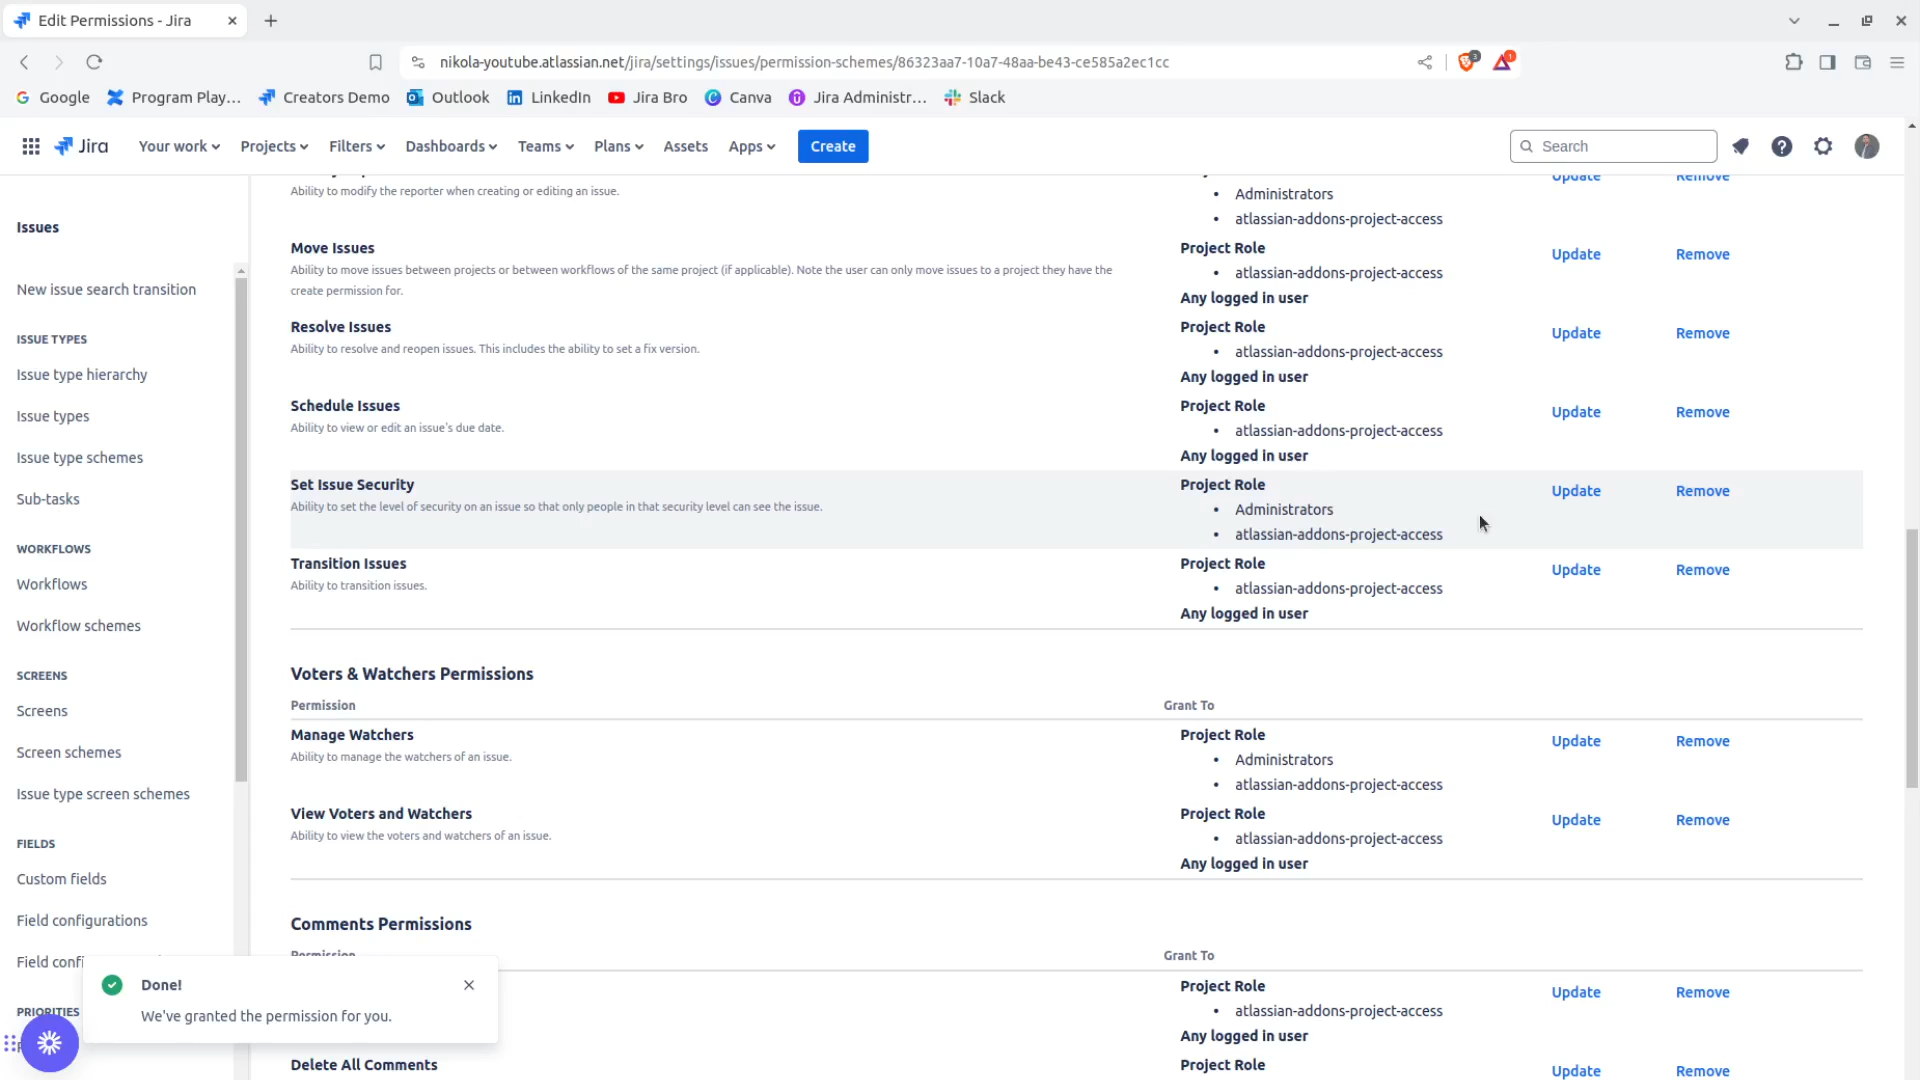 Edit Permissions - Jira
nikola-youtube.atlassian.net/jira/settings/issues/permission-schemes/86323aa7-10a7-48aa-be43-ce585a2ec1cc
3
1
Google
Program Play...
Creators Demo
Outlook
LinkedIn
Jira Bro
Canva
Jira Administr...
Slack
Jira
Your work
Projects
Filters
Dashboards
Teams
Plans
Assets
Apps
Create
Search
Issues
New issue search transition
ISSUE TYPES
Issue type hierarchy
Issue types
Issue type schemes
Sub-tasks
WORKFLOWS
Workflows
Workflow schemes
SCREENS
Screens
Screen schemes
Issue type screen schemes
FIELDS
Custom fields
Field configurations
Field confi
PRIORITIES
Ability to modify the reporter when creating or editing an issue.
• Administrators
• atlassian-addons-project-access
Update
Remove
Move Issues
Ability to move issues between projects or between workflows of the same project (if applicable). Note the user can only move issues to a project they have the
create permission for.
Project Role
• atlassian-addons-project-access
Any logged in user
Update
Remove
Resolve Issues
Ability to resolve and reopen issues. This includes the ability to set a fix version.
Project Role
• atlassian-addons-project-access
Any logged in user
Update
Remove
Schedule Issues
Ability to view or edit an issue's due date.
Project Role
• atlassian-addons-project-access
Any logged in user
Update
Remove
Set Issue Security
Ability to set the level of security on an issue so that only people in that security level can see the issue.
Project Role
• Administrators
• atlassian-addons-project-access
Update
Remove
Transition Issues
Ability to transition issues.
Project Role
• atlassian-addons-project-access
Any logged in user
Update
Remove
Voters & Watchers Permissions
Permission
Grant To
Manage Watchers
Ability to manage the watchers of an issue.
Project Role
• Administrators
• atlassian-addons-project-access
Update
Remove
View Voters and Watchers
Ability to view the voters and watchers of an issue.
Project Role
• atlassian-addons-project-access
Any logged in user
Update
Remove
Comments Permissions
Permission
Grant To
Project Role
• atlassian-addons-project-access
Any logged in user
Update
Remove
Delete All Comments
Project Role
Update
Remove
Done!
We've granted the permission for you.